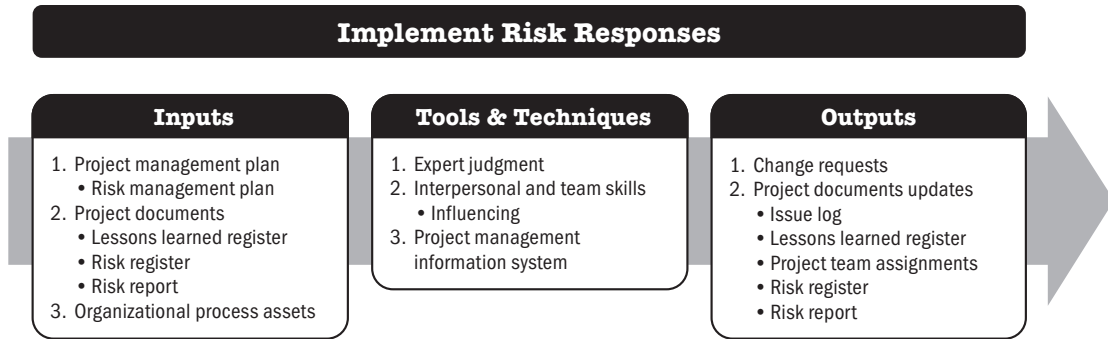 Implement Risk Responses
Inputs
1. Project management plan
• Risk management plan
2. Project documents
• Lessons learned register
• Risk register
• Risk report
3. Organizational process assets
Tools & Techniques
1. Expert judgment
2. Interpersonal and team skills
• Influencing
3. Project management
information system
Outputs
1. Change requests
2. Project documents updates
• Issue log
• Lessons learned register
• Project team assignments
• Risk register
• Risk report